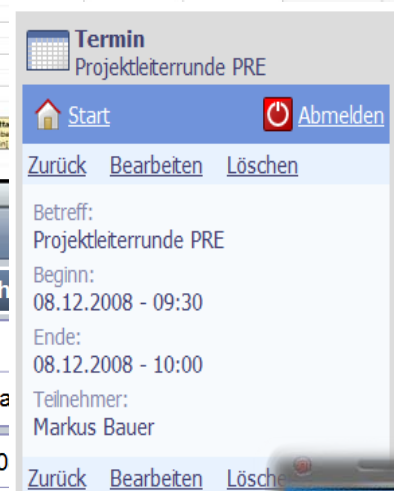 Termin
Projektleiterrunde PRE
Start Abmelden
Zurück Bearbeiten Löschen
Betreff:
Projektleiterrunde PRE
Beginn:
08.12.2008 - 09:30
Ende:
08.12.2008 - 10:00
Teilnehmer:
Markus Bauer
Zurück Bearbeiten